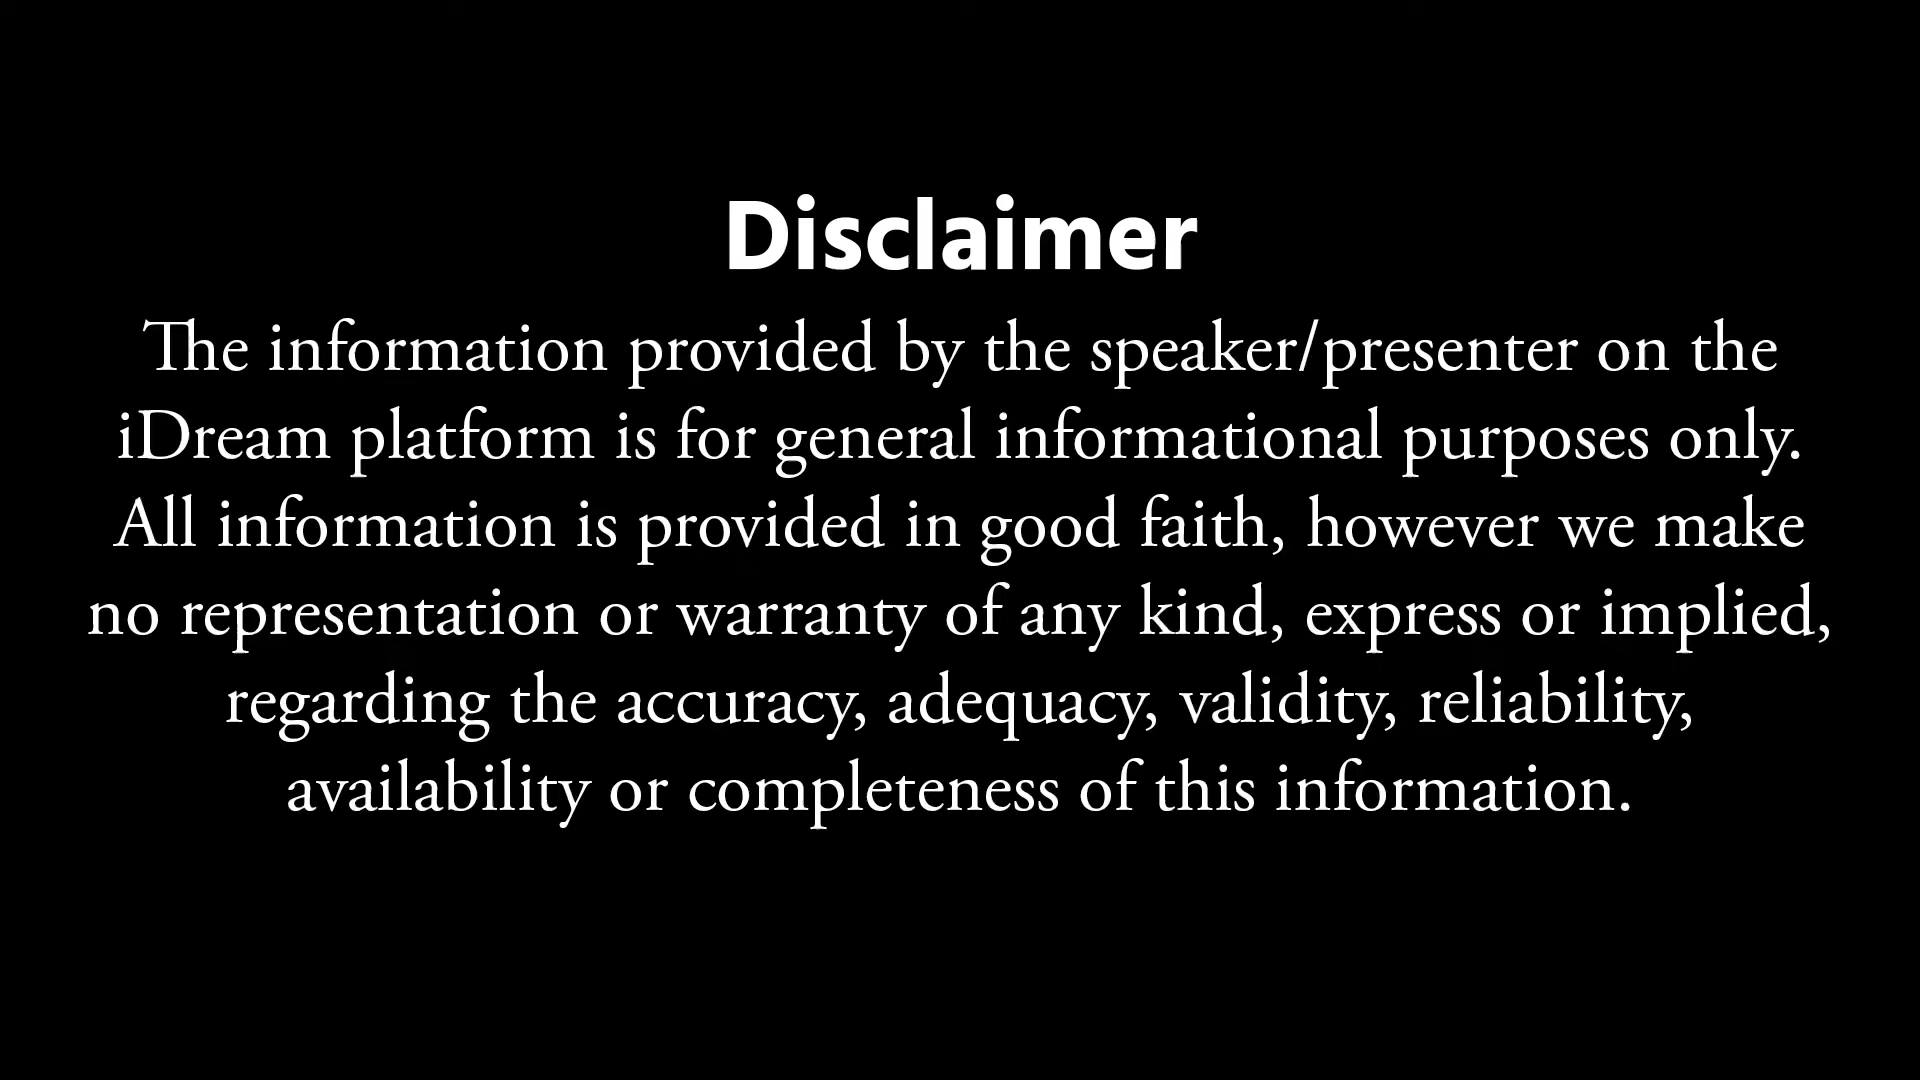 Disclaimer
The information provided by the speaker/presenter on the
iDream platform is for general informational purposes only.
All information is provided in good faith, however we make
no representation or warranty of any kind, express or implied,
regarding the accuracy, adequacy, validity, reliability,
availability or completeness of this information.